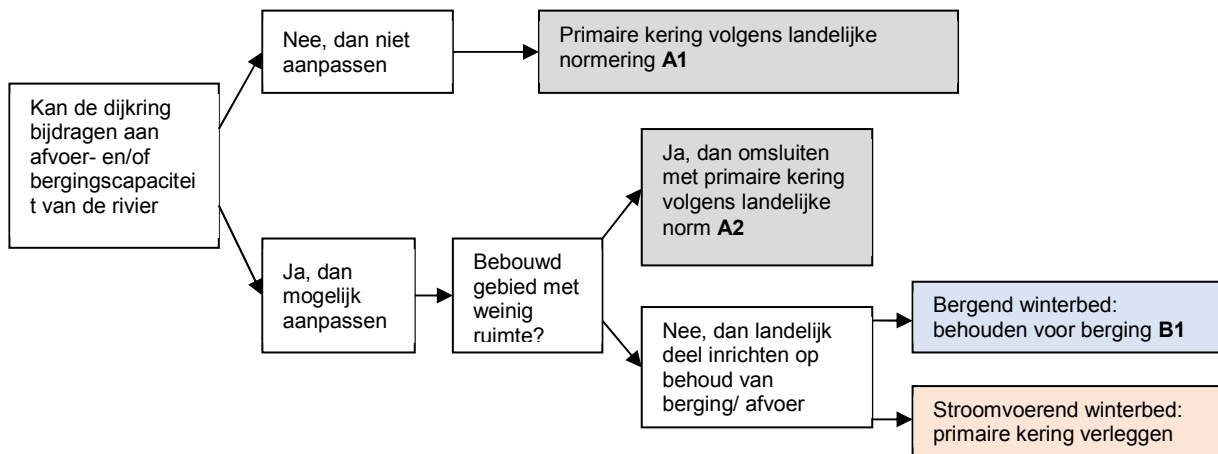 Kan de dijkring
bijdragen aan
afvoer- en/of
bergingscapacitei
t van de rivier
Nee, dan niet
aanpassen
Primaire kering volgens landelijke
normering A1
Ja, dan
mogelijk
aanpassen
Bebouwd
gebied met
weinig
ruimte?
Ja, dan omsluiten
met primaire kering
volgens landelijke
norm A2
Nee, dan landelijk
deel inrichten op
behoud van
berging/ afvoer
Bergend winterbed:
behouden voor berging B1
Stroomvoerend winterbed:
primaire kering verleggen